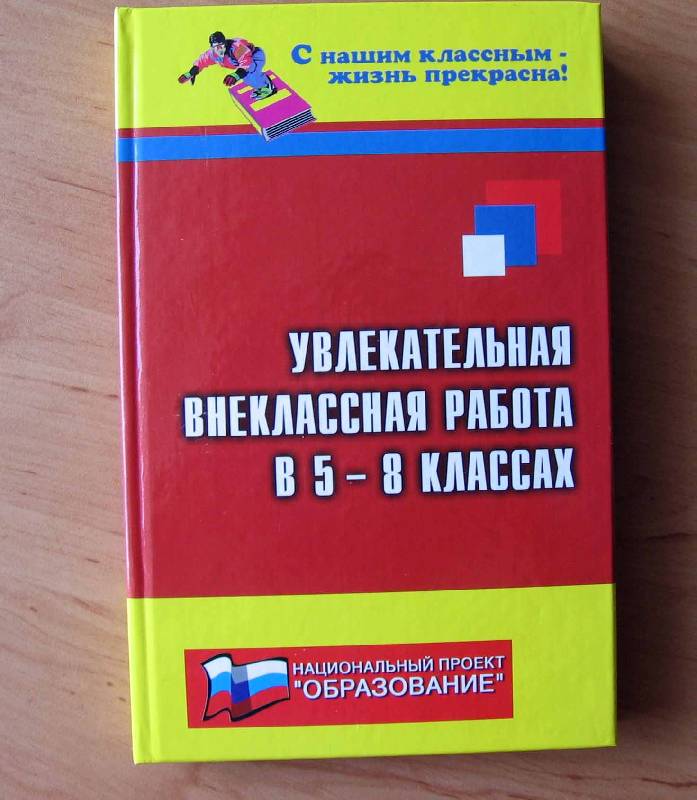 С нашим классным -
жизнь прекрасна!
УВЛЕКАТЕЛЬНАЯ
ВНЕКЛАССНАЯ РАБОТА
В 5 – 8 КЛАССАХ
НАЦИОНАЛЬНЫЙ ПРОЕКТ
"ОБРАЗОВАНИЕ"